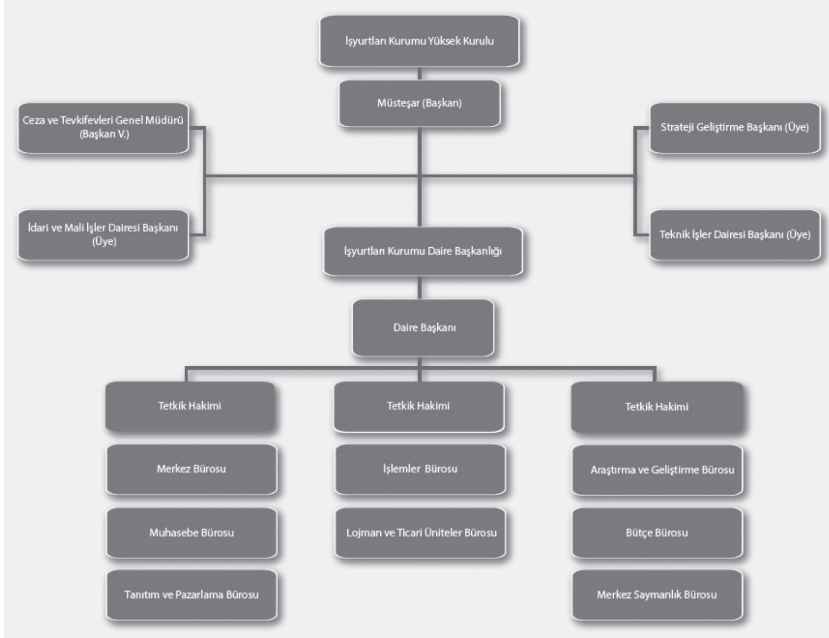 İşyurtları Kurumu Yüksek Kurulu
Müsteşar (Başkan)
Ceza ve Tevkifevleri Genel Müdürü
(Başkan V.)
Strateji Geliştirme Başkanı (Üye)
İdari ve Mali İşler Dairesi Başkanı
(Üye)
Teknik İşler Dairesi Başkanı (Üye)
İşyurtları Kurumu Daire Başkanlığı
Daire Başkanı
Tetkik Hakimi
Tetkik Hakimi
Tetkik Hakimi
Merkez Bürosu
İşlemler Bürosu
Araştırma ve Geliştirme Bürosu
Muhasebe Bürosu
Lojman ve Ticari Üniteler Bürosu
Bütçe Bürosu
Tanıtım ve Pazarlama Bürosu
Merkez Saymanlık Bürosu